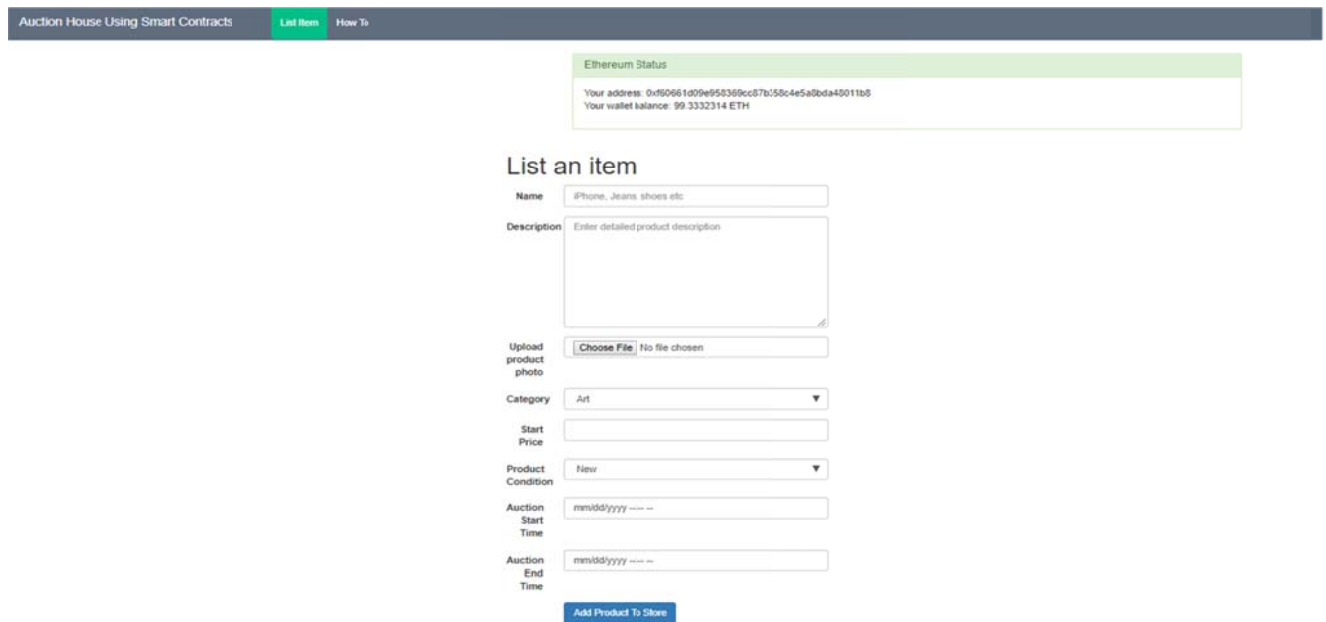 Auction House Using Smart Contracts List Item How To
Ethereum Status
Your address:
Your wallet balance: 99.3332314 ETH
List an item
Name iPhone, Jeans, shoes etc
Description Enter detailed product description
Upload product photo Choose File No file chosen
Category Art
Start Price
Product Condition New
Auction Start Time mm/dd/yyyy --:-- --
Auction End Time mm/dd/yyyy --:-- --
Add Product To Store